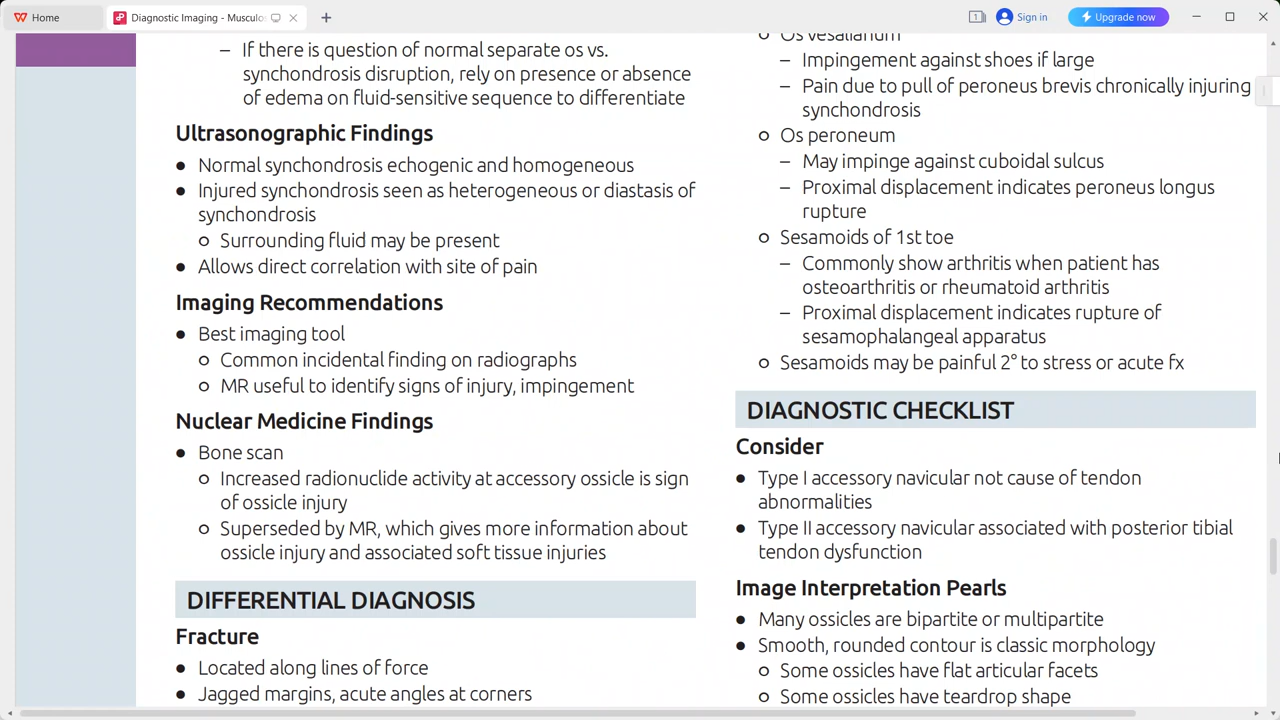 Home
Diagnostic Imaging - Musculos
Sign in
Upgrade now
– If there is question of normal separate os vs.
synchondrosis disruption, rely on presence or absence
of edema on fluid-sensitive sequence to differentiate
Ultrasonographic Findings
● Normal synchondrosis echogenic and homogeneous
● Injured synchondrosis seen as heterogeneous or diastasis of
synchondrosis
○ Surrounding fluid may be present
● Allows direct correlation with site of pain
Imaging Recommendations
● Best imaging tool
○ Common incidental finding on radiographs
○ MR useful to identify signs of injury, impingement
Nuclear Medicine Findings
● Bone scan
○ Increased radionuclide activity at accessory ossicle is sign
of ossicle injury
○ Superseded by MR, which gives more information about
ossicle injury and associated soft tissue injuries
DIFFERENTIAL DIAGNOSIS
Fracture
● Located along lines of force
● Jagged margins, acute angles at corners
○ Os vesalianum
– Impingement against shoes if large
– Pain due to pull of peroneus brevis chronically injuring
synchondrosis
○ Os peroneum
– May impinge against cuboidal sulcus
– Proximal displacement indicates peroneus longus
rupture
○ Sesamoids of 1st toe
– Commonly show arthritis when patient has
osteoarthritis or rheumatoid arthritis
– Proximal displacement indicates rupture of
sesamophalangeal apparatus
○ Sesamoids may be painful 2° to stress or acute fx
DIAGNOSTIC CHECKLIST
Consider
● Type I accessory navicular not cause of tendon
abnormalities
● Type II accessory navicular associated with posterior tibial
tendon dysfunction
Image Interpretation Pearls
● Many ossicles are bipartite or multipartite
● Smooth, rounded contour is classic morphology
○ Some ossicles have flat articular facets
○ Some ossicles have teardrop shape